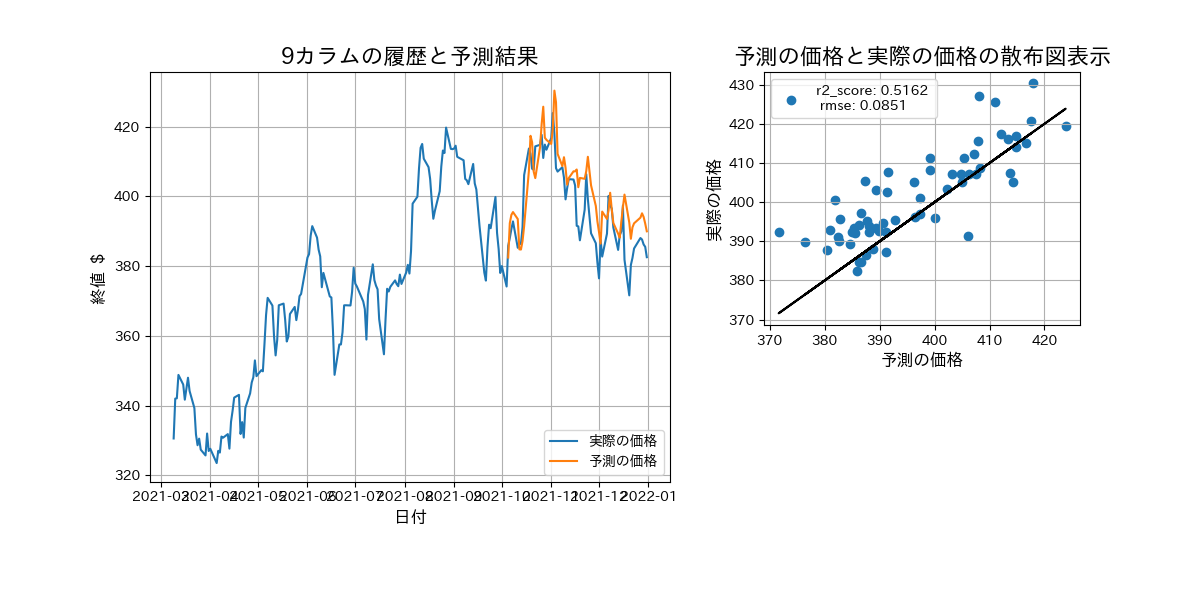 9カラムの履歴と予測結果
終値 $
420
400
380
360
340
320
2021-03 2021-04 2021-05 2021-06 2021-07 2021-08 2021-09 2021-10 2021-11 2021-12 2022-01
日付
実際の価格
予測の価格
予測の価格と実際の価格の散布図表示
実際の価格
430
420
410
400
390
380
370
r2_score: 0.5162
rmse: 0.0851
370 380 390 400 410 420
予測の価格